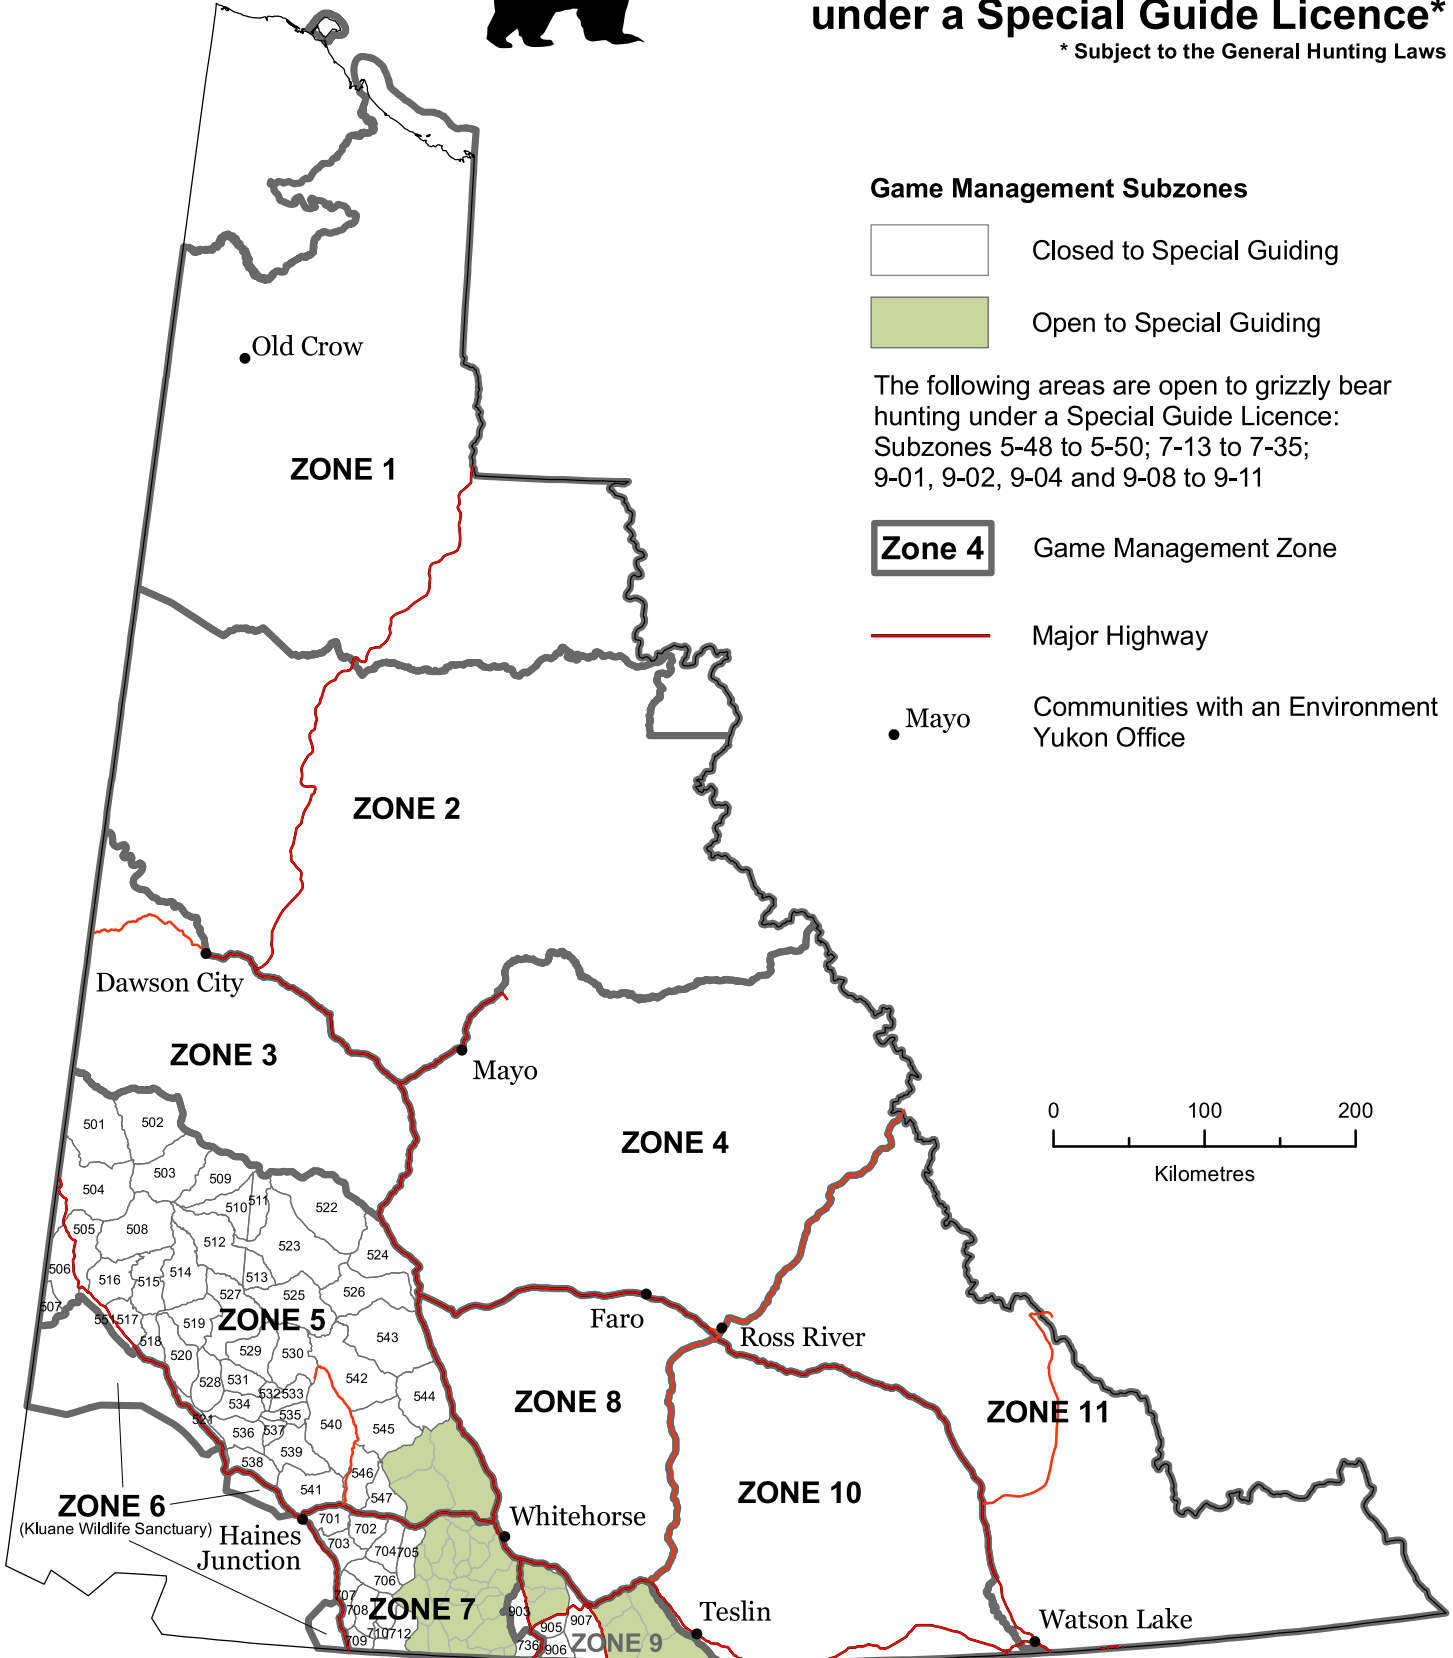 under a Special Guide Licence*
* Subject to the General Hunting Laws
Game Management Subzones
Closed to Special Guiding
Open to Special Guiding
The following areas are open to grizzly bear
hunting under a Special Guide Licence:
Subzones 5-48 to 5-50; 7-13 to 7-35;
9-01, 9-02, 9-04 and 9-08 to 9-11
Zone 4
Game Management Zone
Major Highway
Mayo
Communities with an Environment
Yukon Office
0 100 200
Kilometres
Old Crow
ZONE 1
ZONE 2
Dawson City
ZONE 3
Mayo
ZONE 4
501
502
503
504
509
510
511
522
505
508
512
523
524
506
516
515
514
513
527
525
526
507
551
517
519
ZONE 5
518
520
529
530
543
528
531
532
533
542
544
534
535
521
536
537
540
545
539
538
546
541
547
Faro
Ross River
ZONE 8
ZONE 11
ZONE 10
ZONE 6
(Kluane Wildlife Sanctuary)
Haines
Junction
Whitehorse
701
702
703
704
705
706
707
708
ZONE 7
709
710
712
903
905
907
736
906
ZONE 9
Teslin
Watson Lake